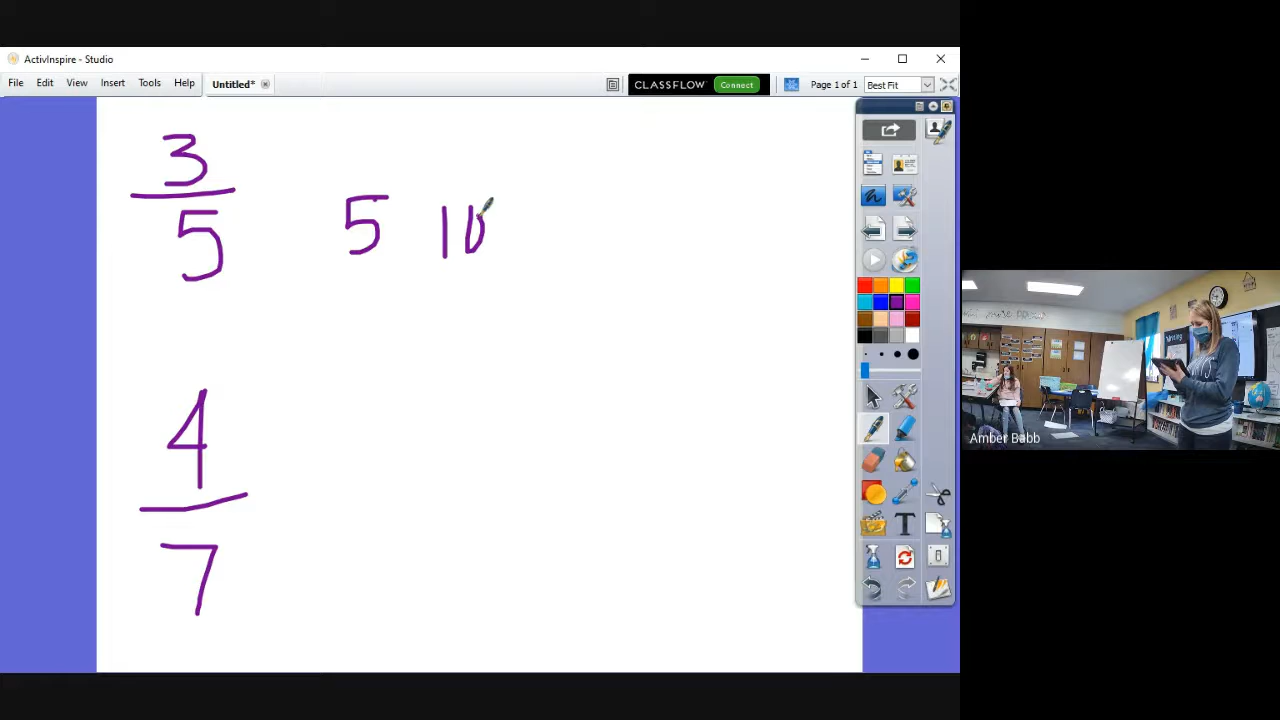 ActivInspire - Studio
File Edit View Insert Tools Help Untitled* CLASSFLOW Connect Page 1 of 1 Best Fit
3
5
5 10
4
7
T
Amber Babb